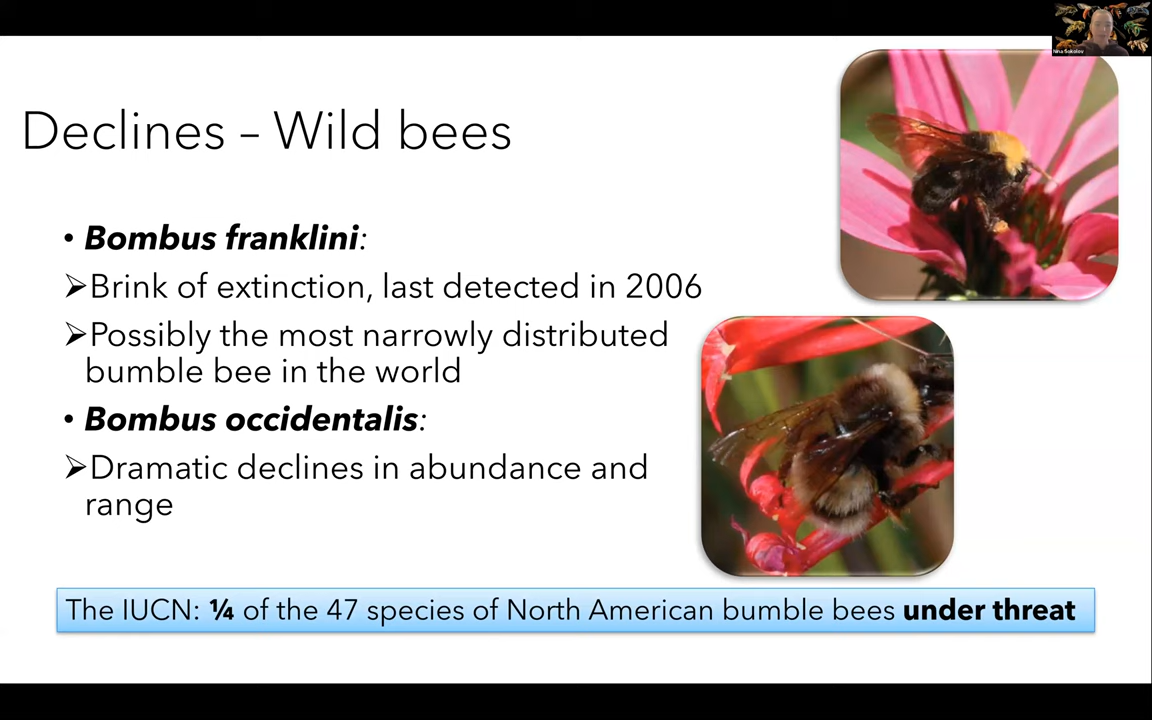 Nina Sokolov
Declines – Wild bees
• Bombus franklini:
➢Brink of extinction, last detected in 2006
➢Possibly the most narrowly distributed
bumble bee in the world
• Bombus occidentalis:
➢Dramatic declines in abundance and
range
The IUCN: ¼ of the 47 species of North American bumble bees under threat